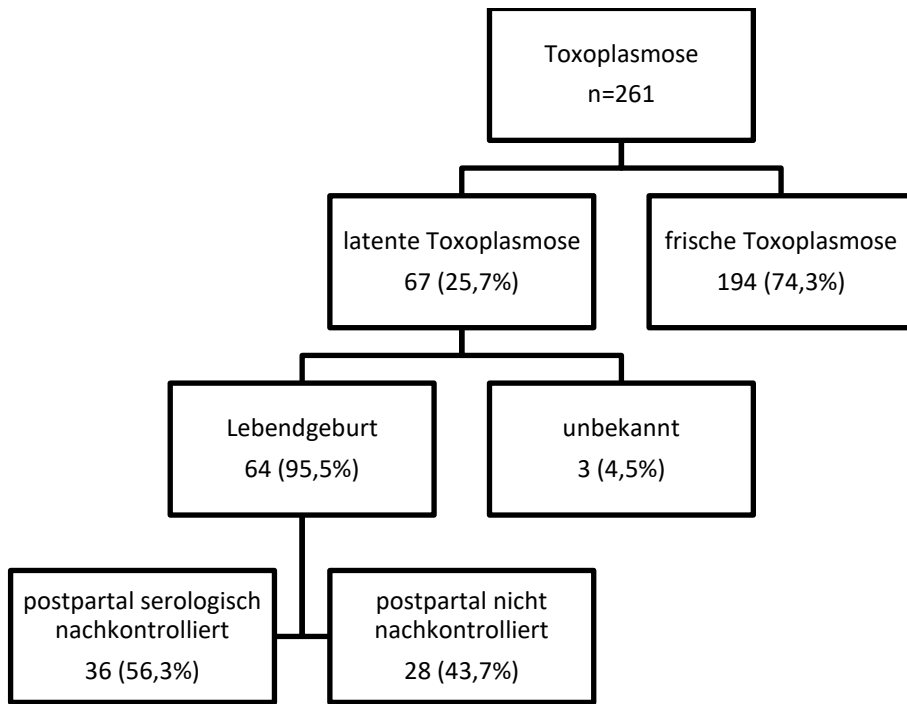 Toxoplasmose
n=261
latente Toxoplasmose
67 (25,7%)
frische Toxoplasmose
194 (74,3%)
Lebendgeburt
64 (95,5%)
unbekannt
3 (4,5%)
postpartal serologisch
nachkontrolliert
36 (56,3%)
postpartal nicht
nachkontrolliert
28 (43,7%)